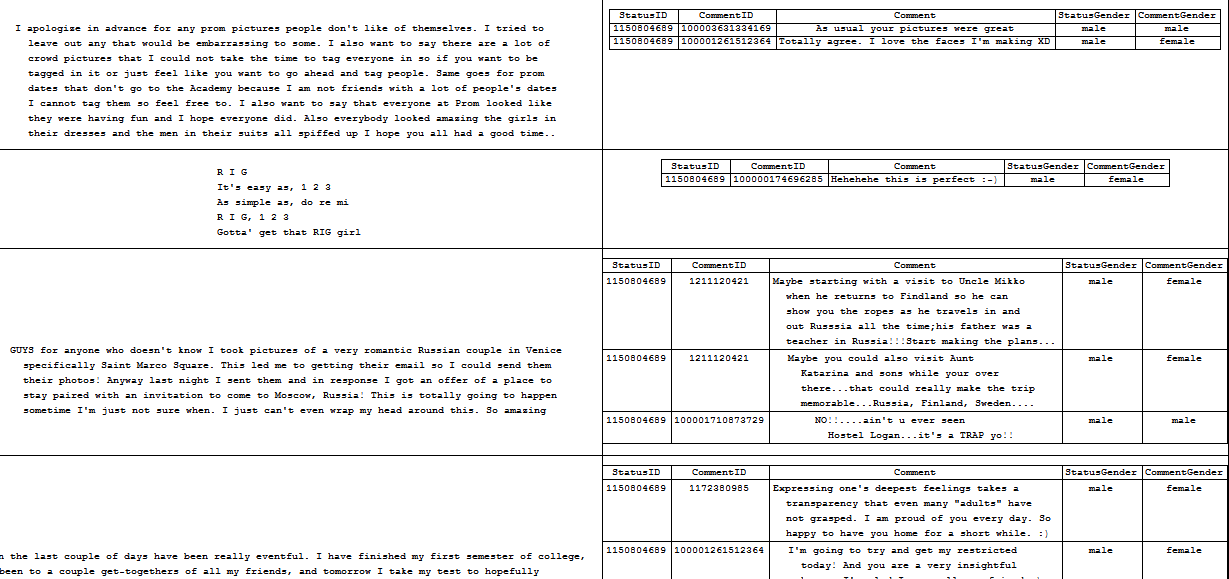 I apologise in advance for any prom pictures people don't like of themselves. I tried to
leave out any that would be embarrassing to some. I also want to say there are a lot of
crowd pictures that I could not take the time to tag everyone in so if you want to be
tagged in it or just feel like you want to go ahead and tag people. Same goes for prom
dates that don't go to the Academy because I am not friends with a lot of people's dates
I cannot tag them so feel free to. I also want to say that everyone at Prom looked like
they were having fun and I hope everyone did. Also everybody looked amazing the girls in
their dresses and the men in their suits all spiffed up I hope you all had a good time..
StatusID CommentID Comment StatusGender CommentGender
1150804689 100003631334169 As usual your pictures were great male male
1150804689 100001261512364 Totally agree. I love the faces I'm making XD male female
R I G
It's easy as, 1 2 3
As simple as, do re mi
R I G, 1 2 3
Gotta' get that RIG girl
StatusID CommentID Comment StatusGender CommentGender
1150804689 100000174696285 Hehehehe this is perfect :-) male female
GUYS for anyone who doesn't know I took pictures of a very romantic Russian couple in Venice
specifically Saint Marco Square. This led me to getting their email so I could send them
their photos! Anyway last night I sent them and in response I got an offer of a place to
stay paired with an invitation to come to Moscow, Russia! This is totally going to happen
sometime I'm just not sure when. I just can't even wrap my head around this. So amazing
StatusID CommentID Comment StatusGender CommentGender
1150804689 1211120421 Maybe starting with a visit to Uncle Mikko male female
when he returns to Findland so he can
show you the ropes as he travels in and
out Russsia all the time;his father was a
teacher in Russia!!!Start making the plans...
1150804689 1211120421 Maybe you could also visit Aunt male female
Katarina and sons while your over
there...that could really make the trip
memorable...Russia, Finland, Sweden....
1150804689 100001710873729 NO!!....ain't u ever seen male male
Hostel Logan...it's a TRAP yo!!
n the last couple of days have been really eventful. I have finished my first semester of college,
been to a couple get-togethers of all my friends, and tomorrow I take my test to hopefully
StatusID CommentID Comment StatusGender CommentGender
1150804689 1172380985 Expressing one's deepest feelings takes a male female
transparency that even many "adults" have
not grasped. I am proud of you every day. So
happy to have you home for a short while. :)
1150804689 100001261512364 I'm going to try and get my restricted male female
today! And you are a very insightful